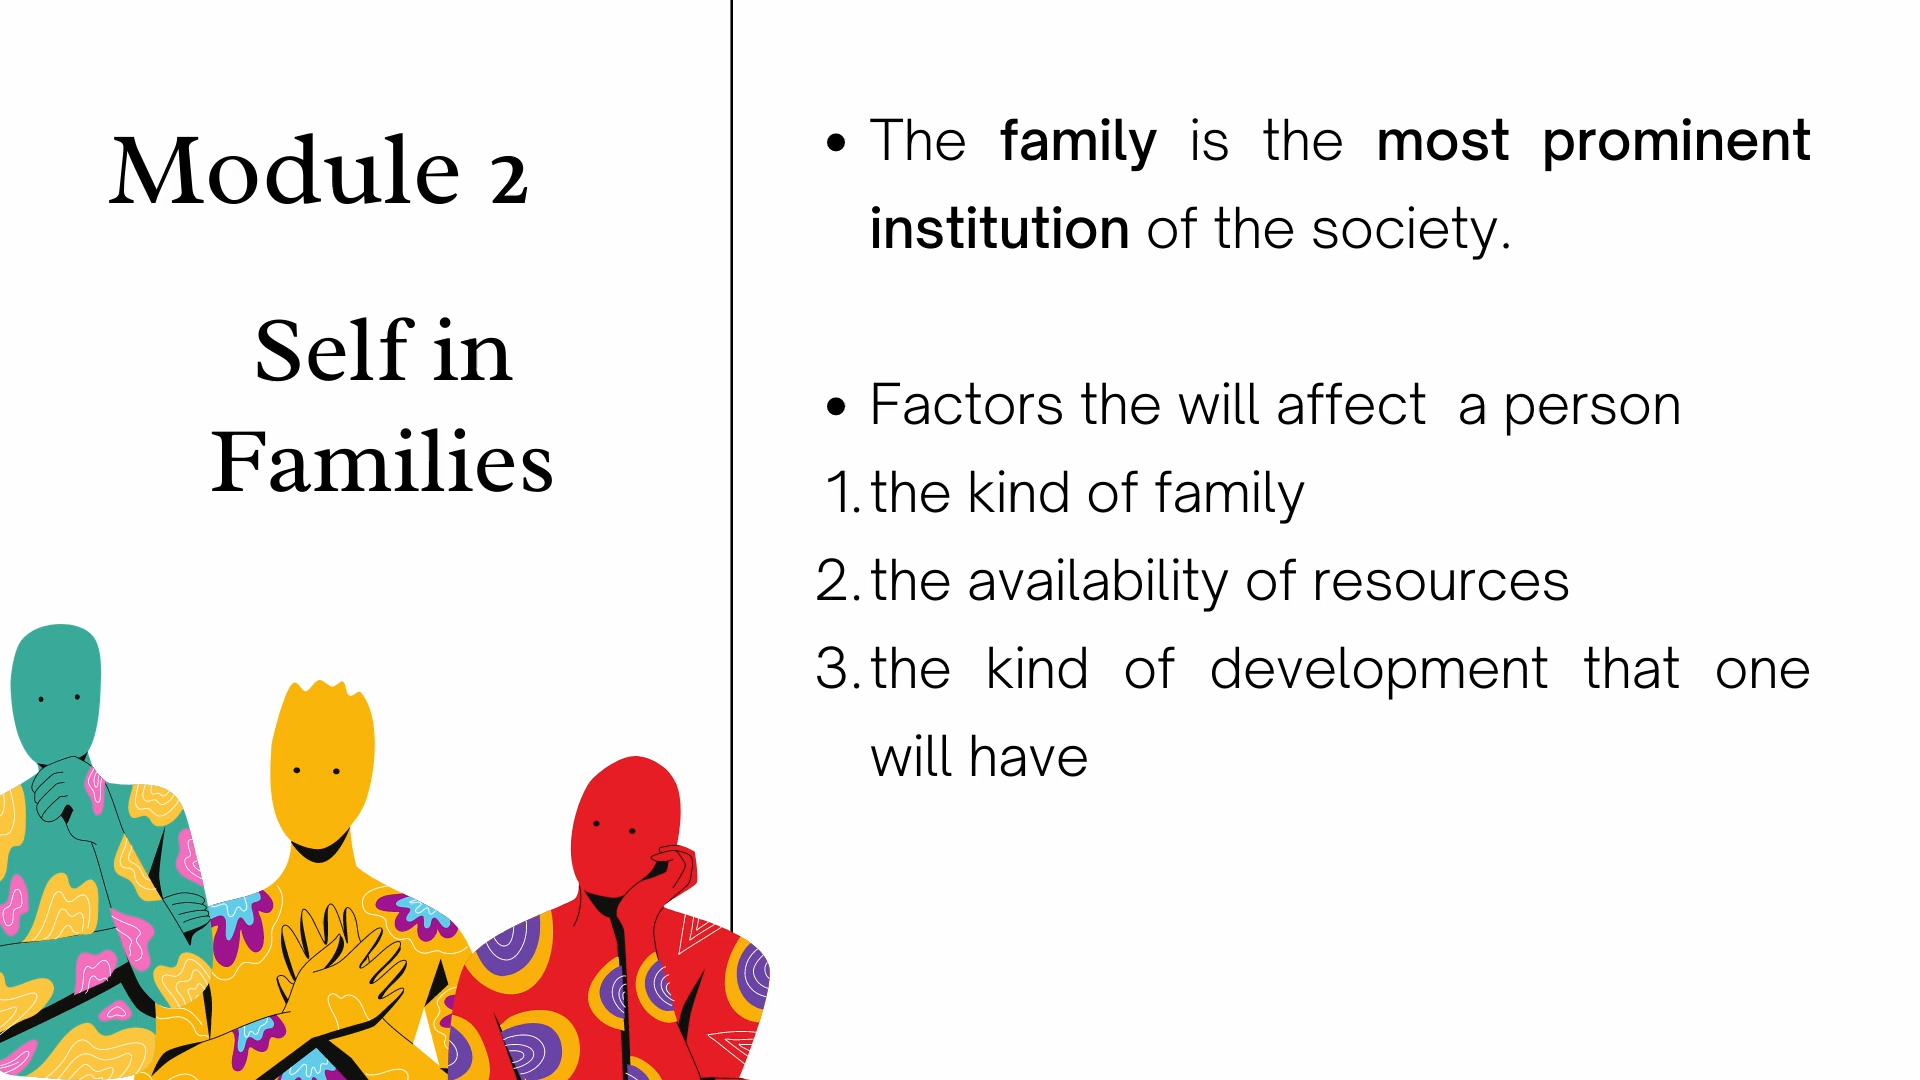 Module 2
Self in
Families
• The family is the most prominent
institution of the society.
• Factors the will affect  a person
1. the kind of family
2. the availability of resources
3. the kind of development that one
will have